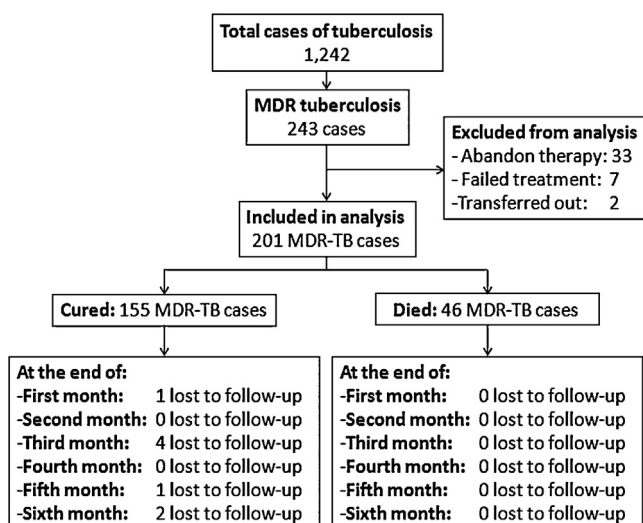 Total cases of tuberculosis
1,242
MDR tuberculosis
243 cases
Excluded from analysis
- Abandon therapy: 33
- Failed treatment: 7
-Transferred out: 2
Included in analysis
201 MDR-TB cases
Cured: 155 MDR-TB cases
Died: 46 MDR-TB cases
At the end of:
-First month: 1 lost to follow-up
-Second month: 0 lost to follow-up
-Third month: 4 lost to follow-up
-Fourth month: 0 lost to follow-up
-Fifth month: 1 lost to follow-up
-Sixth month: 2 lost to follow-up
At the end of:
-First month: 0 lost to follow-up
-Second month: 0 lost to follow-up
-Third month: 0 lost to follow-up
-Fourth month: 0 lost to follow-up
-Fifth month: 0 lost to follow-up
-Sixth month: 0 lost to follow-up